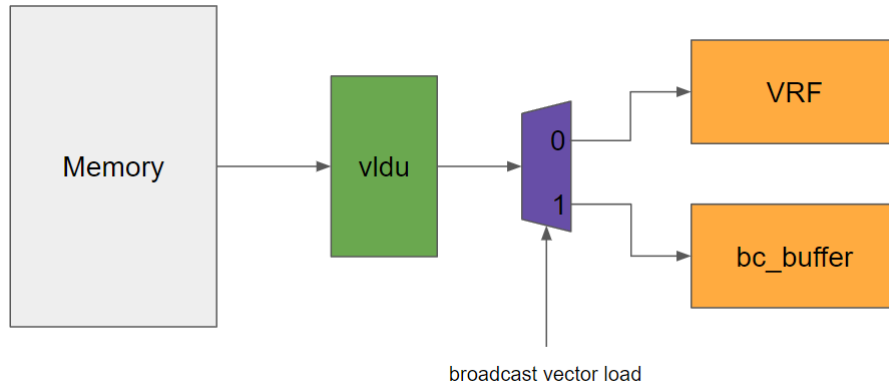 Memory
vldu
0
1
VRF
bc_buffer
broadcast vector load